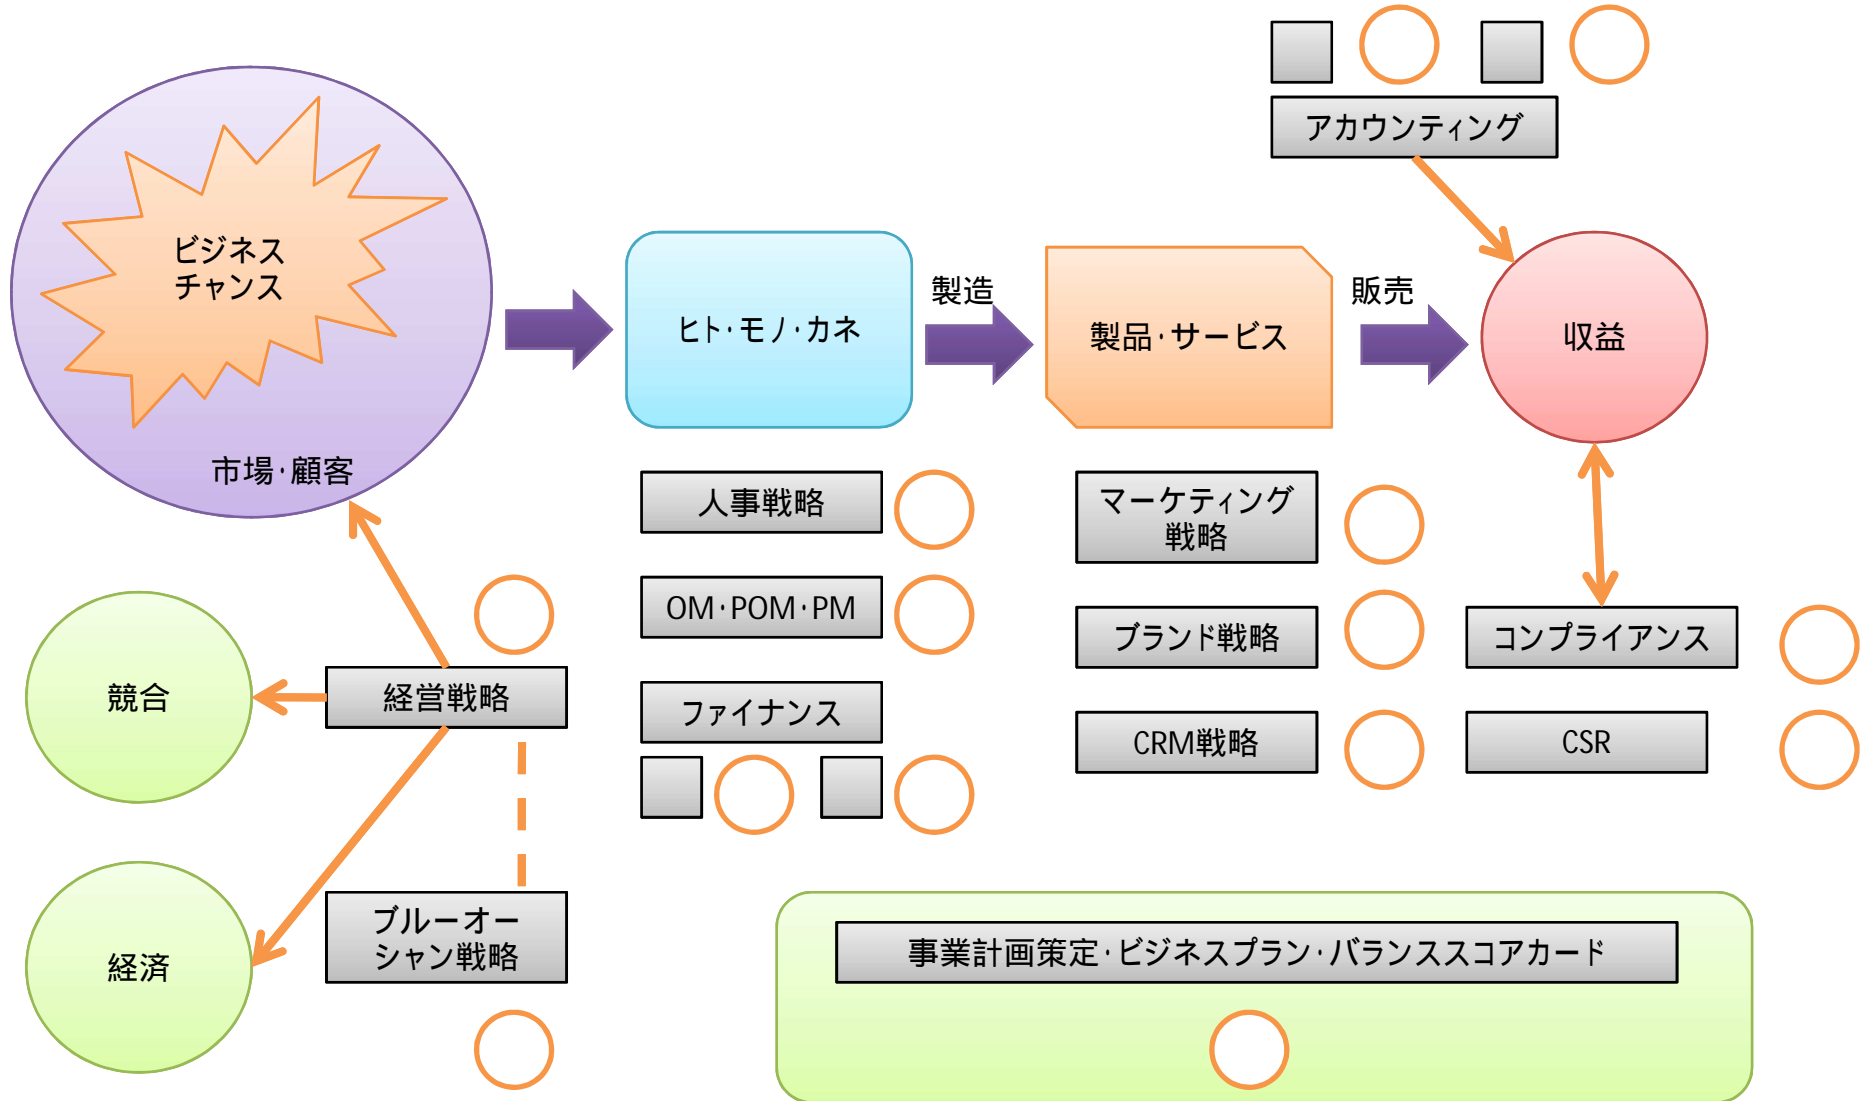 アカウンティング
ビジネス
チャンス
市場・顧客
ヒト・モノ・カネ
製造
製品・サービス
販売
収益
人事戦略
OM・POM・PM
ファイナンス
マーケティング
戦略
ブランド戦略
CRM戦略
コンプライアンス
CSR
競合
経営戦略
経済
ブルーオー
シャン戦略
事業計画策定・ビジネスプラン・バランススコアカード